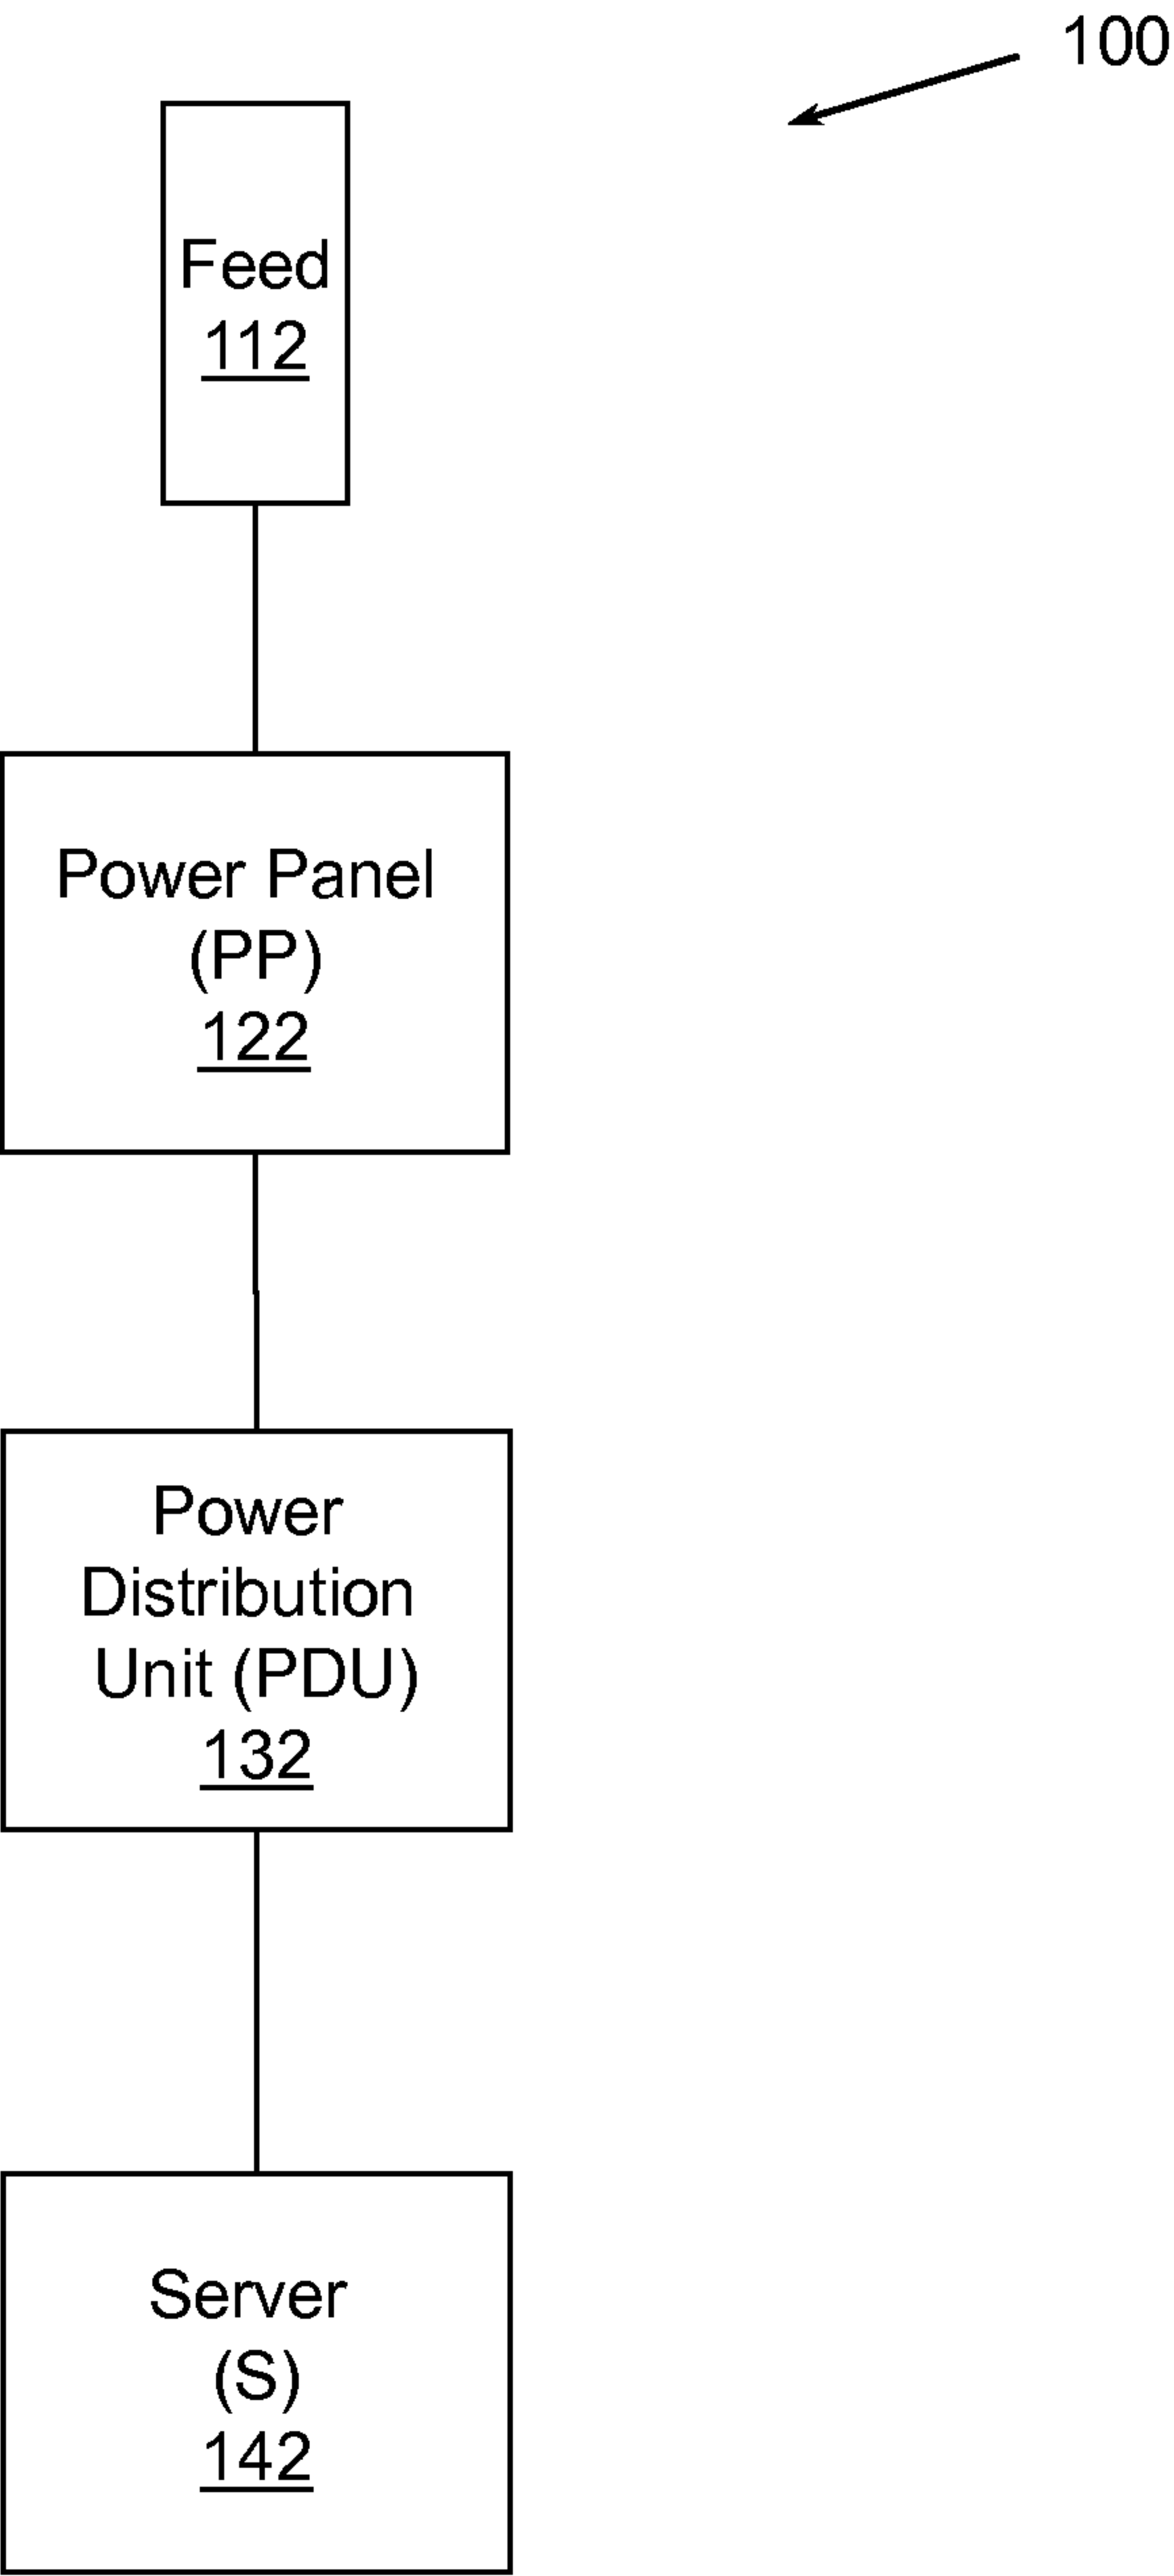 100
Feed
112
Power Panel
(PP)
122
Power
Distribution
Unit (PDU)
132
Server
(S)
142